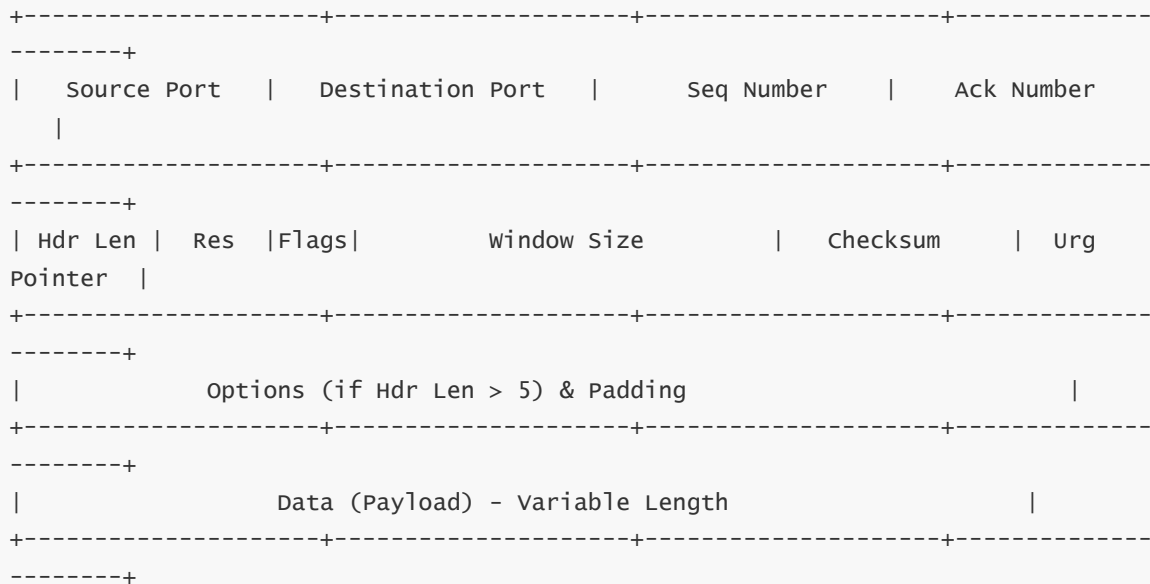 +---------------------+---------------------+---------------------+--------------
--------+
|   Source Port   |   Destination Port   |      Seq Number    |    Ack Number
   |
+---------------------+---------------------+---------------------+--------------
--------+
| Hdr Len |  Res  |Flags|         Window Size         |   Checksum     |  Urg
Pointer  |
+---------------------+---------------------+---------------------+--------------
--------+
|             Options (if Hdr Len > 5) & Padding                           |
+---------------------+---------------------+---------------------+--------------
--------+
|                  Data (Payload) - Variable Length                     |
+---------------------+---------------------+---------------------+--------------
--------+